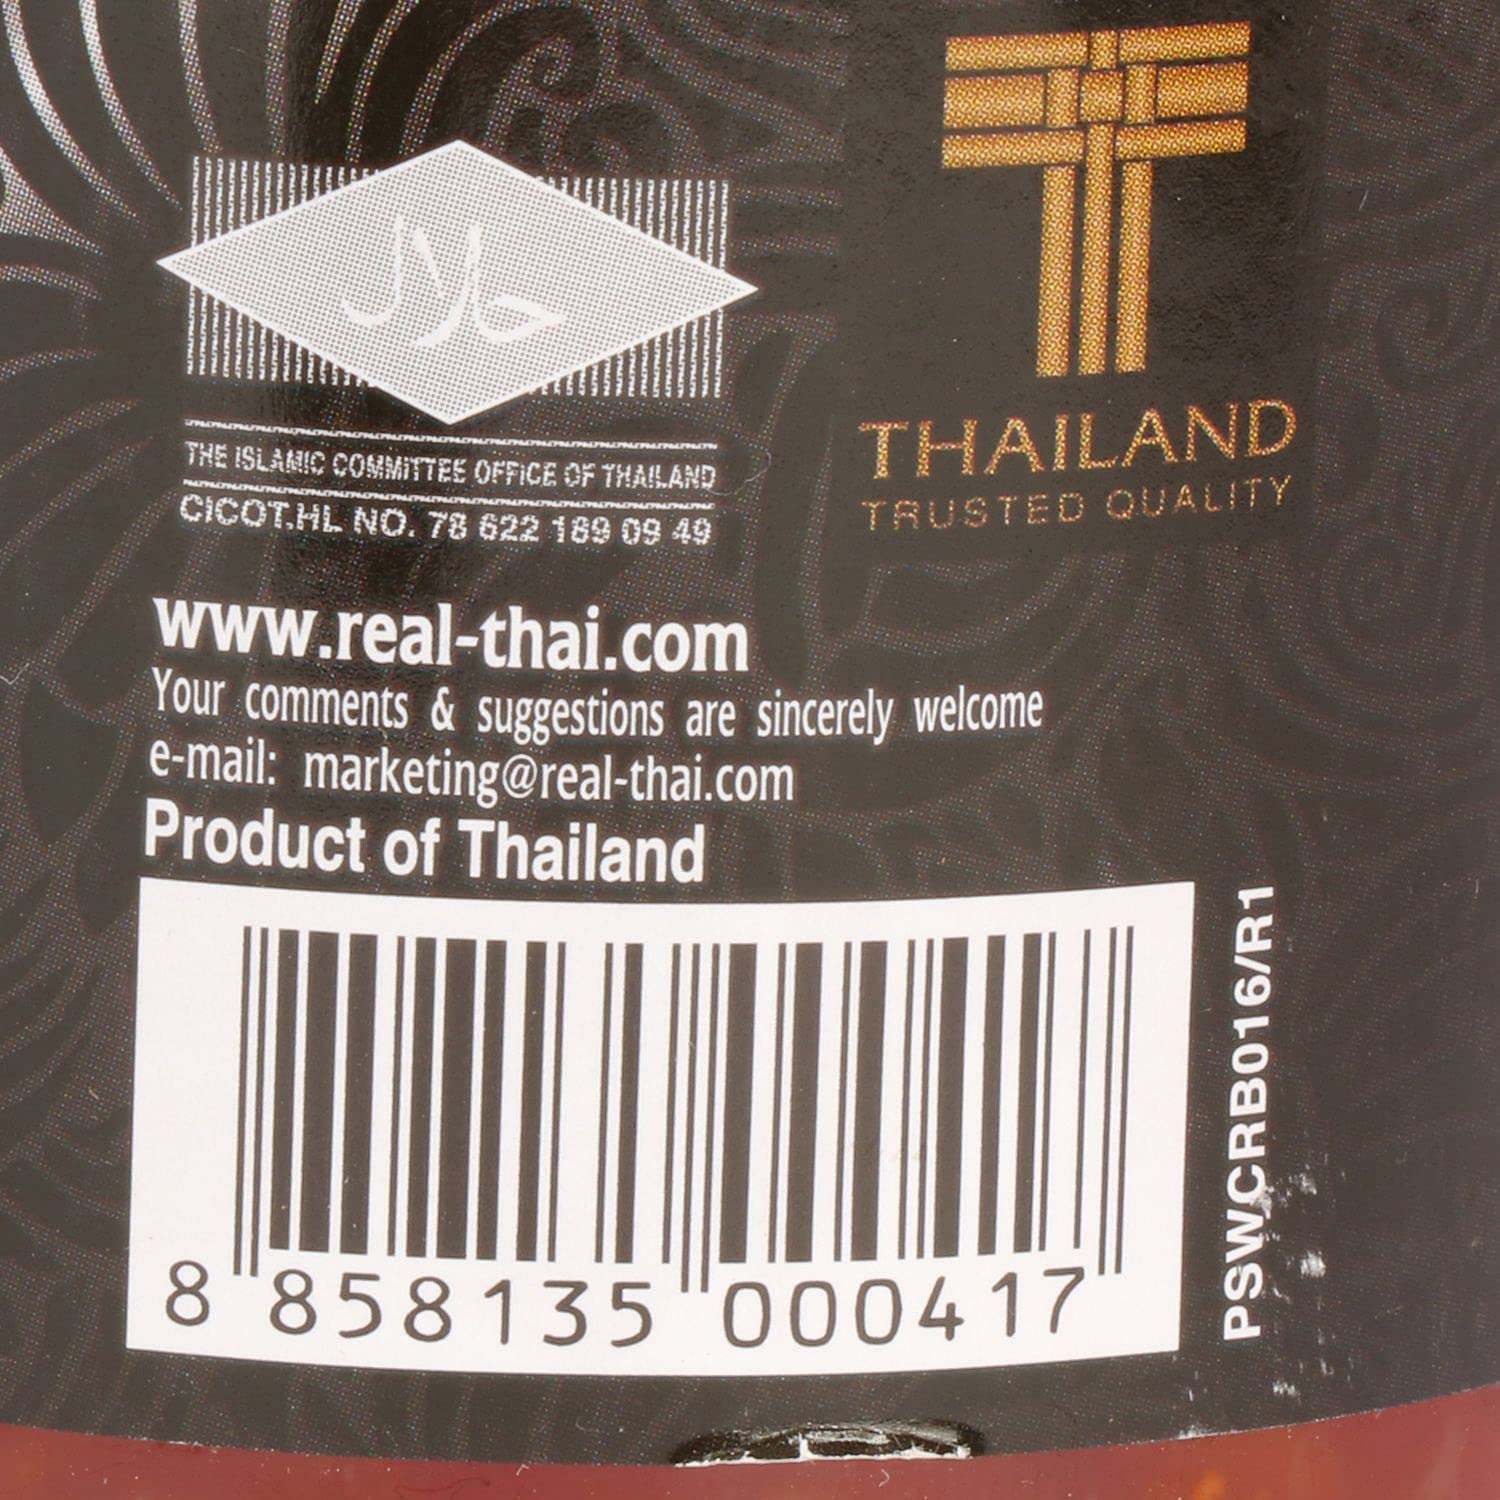 حلال
THE ISLAMIC COMMITTEE OFFICE OF THAILAND
CICOT.HL NO. 78 622 189 09 49
THAILAND
TRUSTED QUALITY
www.real-thai.com
Your comments & suggestions are sincerely welcome
e-mail: marketing@real-thai.com
Product of Thailand
8 858135 000417
PSWCRB016/R1